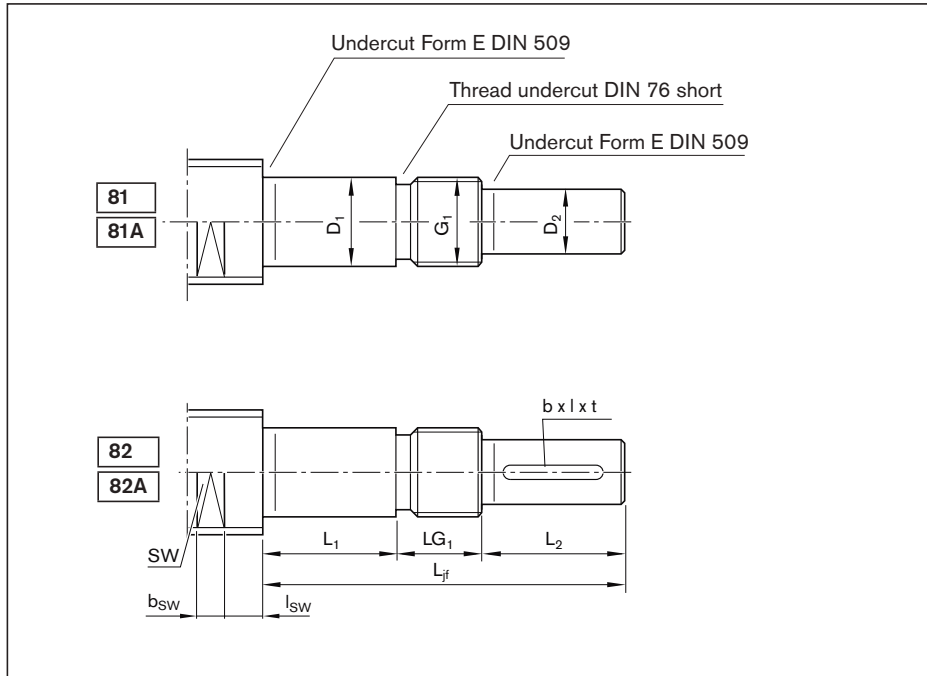 Undercut Form E DIN 509
Thread undercut DIN 76 short
Undercut Form E DIN 509
81
81A
D₁
G₁
D₂
b x l x t
82
82A
SW
L₁
LG₁
L₂
Ljf
bSW
lSW